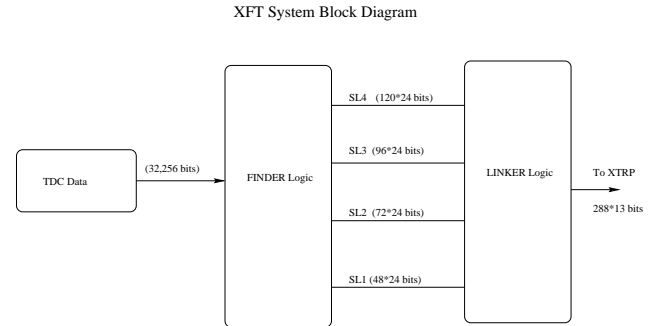 XFT System Block Diagram
SL4 (120*24 bits)
SL3 (96*24 bits)
(32,256 bits)
TDC Data
FINDER Logic
LINKER Logic
To XTRP
288*13 bits
SL2 (72*24 bits)
SL1 (48*24 bits)